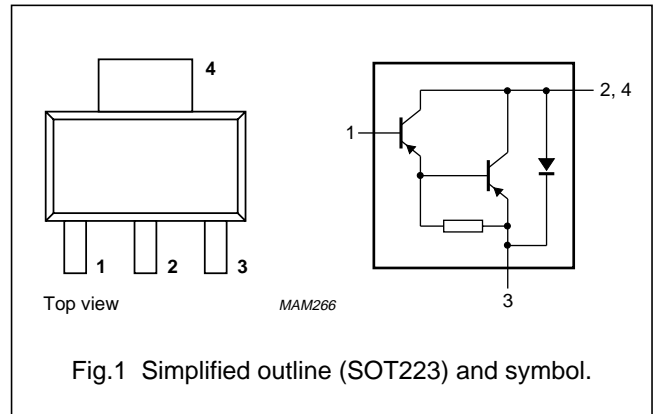 4
1
2, 4
1
2
3
Top view
MAM266
3
Fig.1 Simplified outline (SOT223) and symbol.